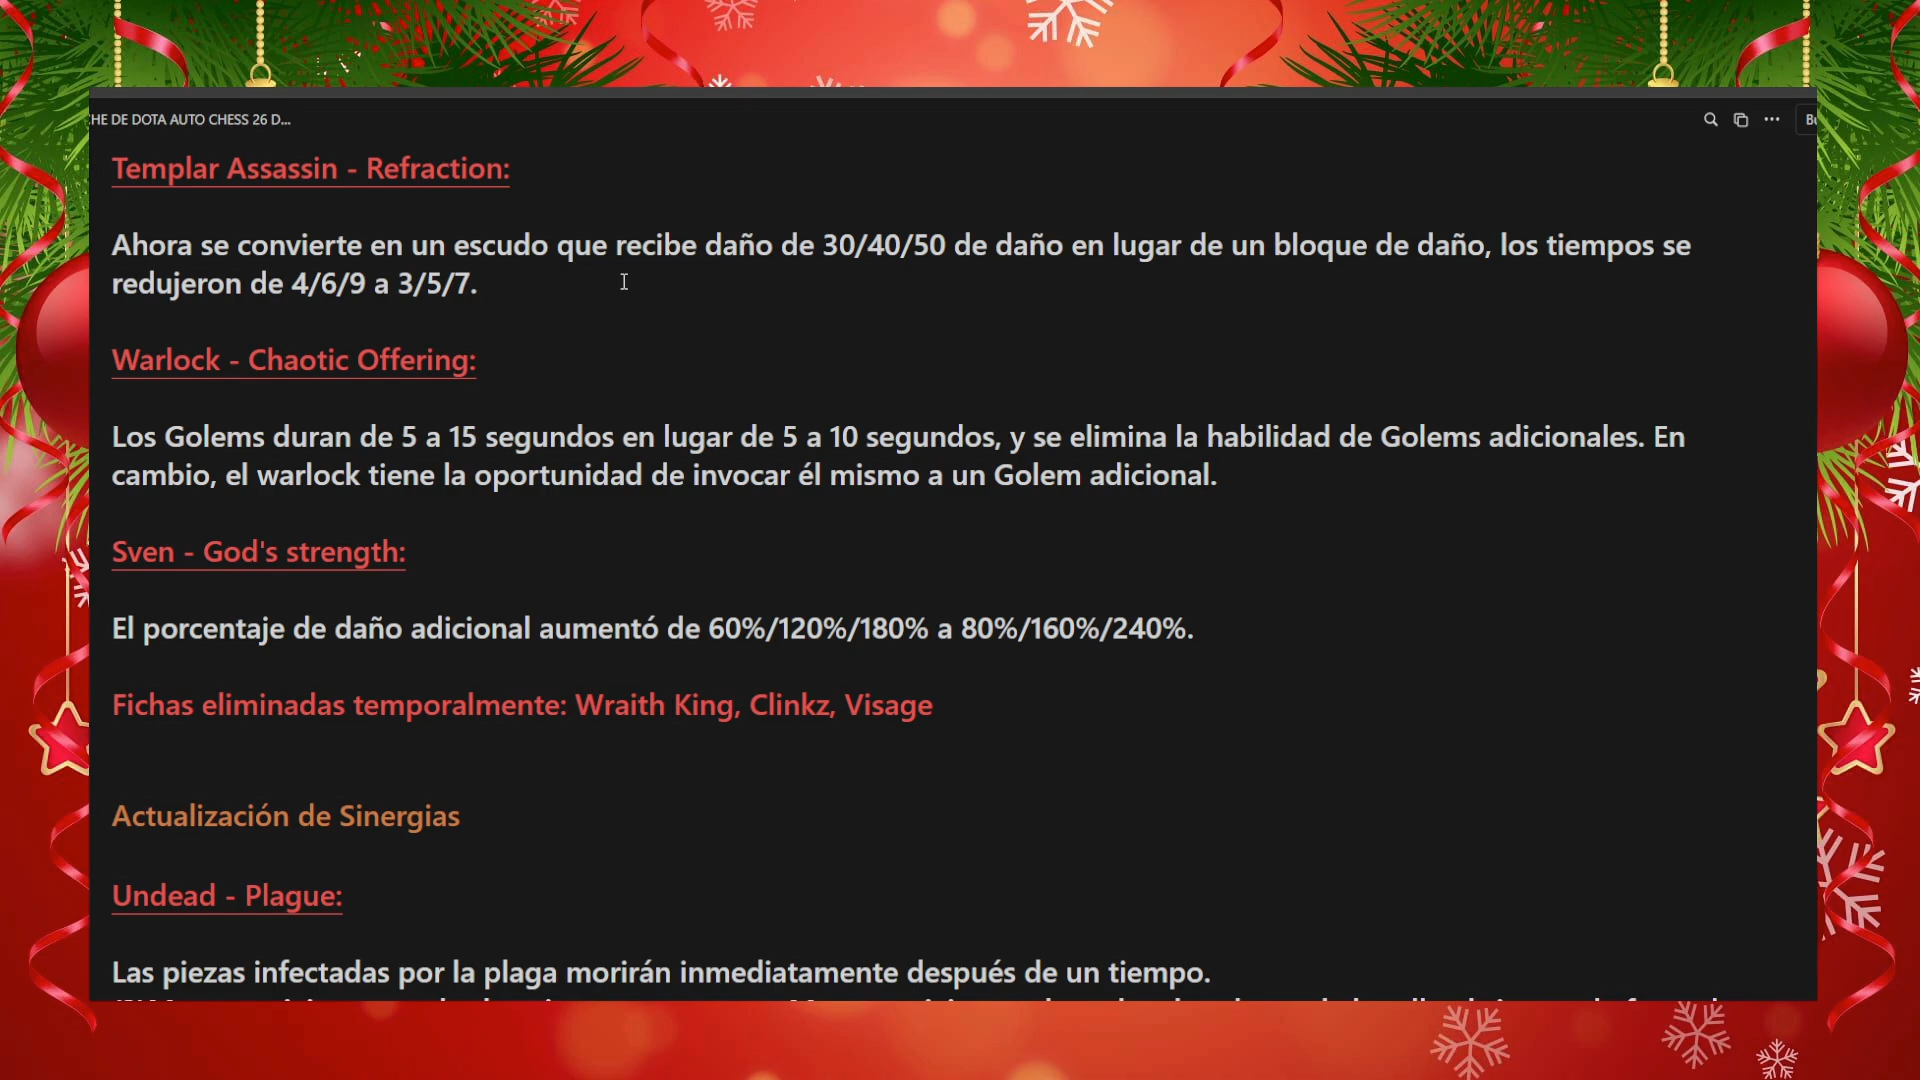 HE DE DOTA AUTO CHESS 26 D...
Templar Assassin - Refraction:
Ahora se convierte en un escudo que recibe daño de 30/40/50 de daño en lugar de un bloque de daño, los tiempos se
redujeron de 4/6/9 a 3/5/7.
Warlock - Chaotic Offering:
Los Golems duran de 5 a 15 segundos en lugar de 5 a 10 segundos, y se elimina la habilidad de Golems adicionales. En
cambio, el warlock tiene la oportunidad de invocar él mismo a un Golem adicional.
Sven - God's strength:
El porcentaje de daño adicional aumentó de 60%/120%/180% a 80%/160%/240%.
Fichas eliminadas temporalmente: Wraith King, Clinkz, Visage
Actualización de Sinergias
Undead - Plague:
Las piezas infectadas por la plaga morirán inmediatamente después de un tiempo.